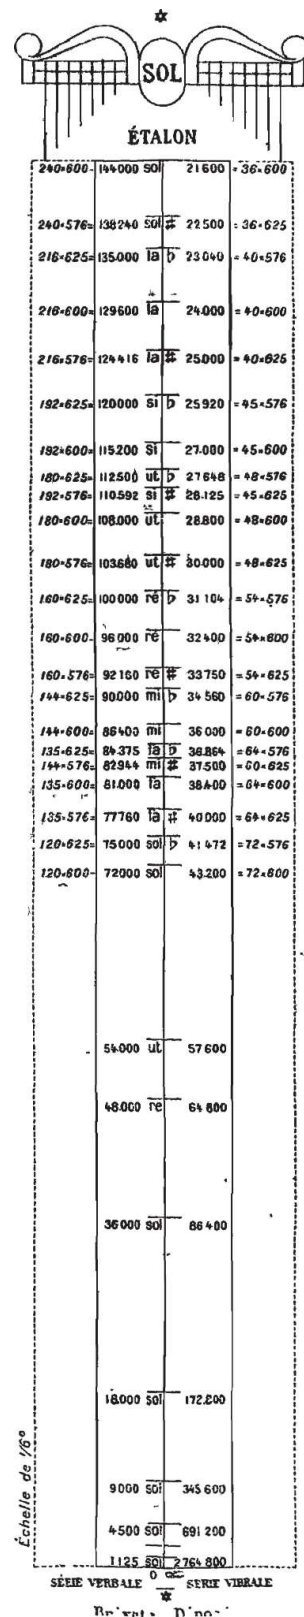 SOL
ÉTALON
240×600= 144000 sol 21600 =36×600
240×576= 138240 sol # 22500 =36×625
216×625= 135000 la b 23040 =40×576
216×600= 129600 la 24000 =40×600
216×576= 124416 la # 25000 =40×625
192×625= 120000 si b 25920 =45×576
192×600= 115200 si 27000 =45×600
180×625= 112500 ut b 27648 =48×576
192×576= 110592 si # 28125 =45×625
180×600= 108000 ut 28800 =48×600
180×576= 103680 ut # 30000 =48×625
160×625= 100000 re b 31104 =54×576
160×600= 96000 ré 32400 =54×600
160×576= 92160 re # 33750 =54×625
144×625= 90000 mi b 34560 =60×576
144×600= 86400 mi 36000 =60×600
135×625= 84375 fa b 36864 =64×576
144×576= 82944 mi # 37500 =60×625
135×600= 81000 fa 38400 =64×600
135×576= 77760 fa # 40000 =64×625
120×625= 75000 sol b 41472 =72×576
120×600= 72000 sol 43200 =72×600
54000 ut 57600
48000 re 64800
36000 sol 86400
18000 sol 172800
9000 sol 345600
4500 sol 691200
1125 sol 2764800
0
Échelle de 1/6e
SÉRIE VERBALE SERIE VIBRALE